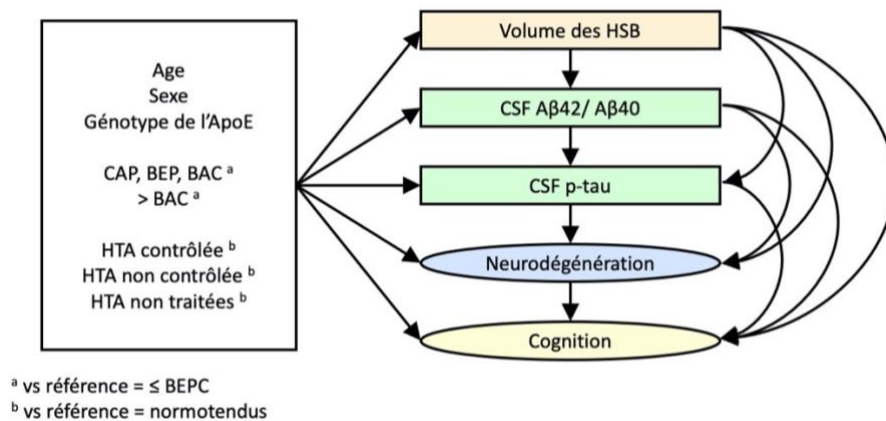 Age
Sexe
Génotype de l'ApoE
CAP, BEP, BAC ᵃ
> BAC ᵃ
HTA contrôlée ᵇ
HTA non contrôlée ᵇ
HTA non traitées ᵇ
Volume des HSB
CSF Aβ42/ Aβ40
CSF p-tau
Neurodégénération
Cognition
ᵃ vs référence = ≤ BEPC
ᵇ vs référence = normotendus